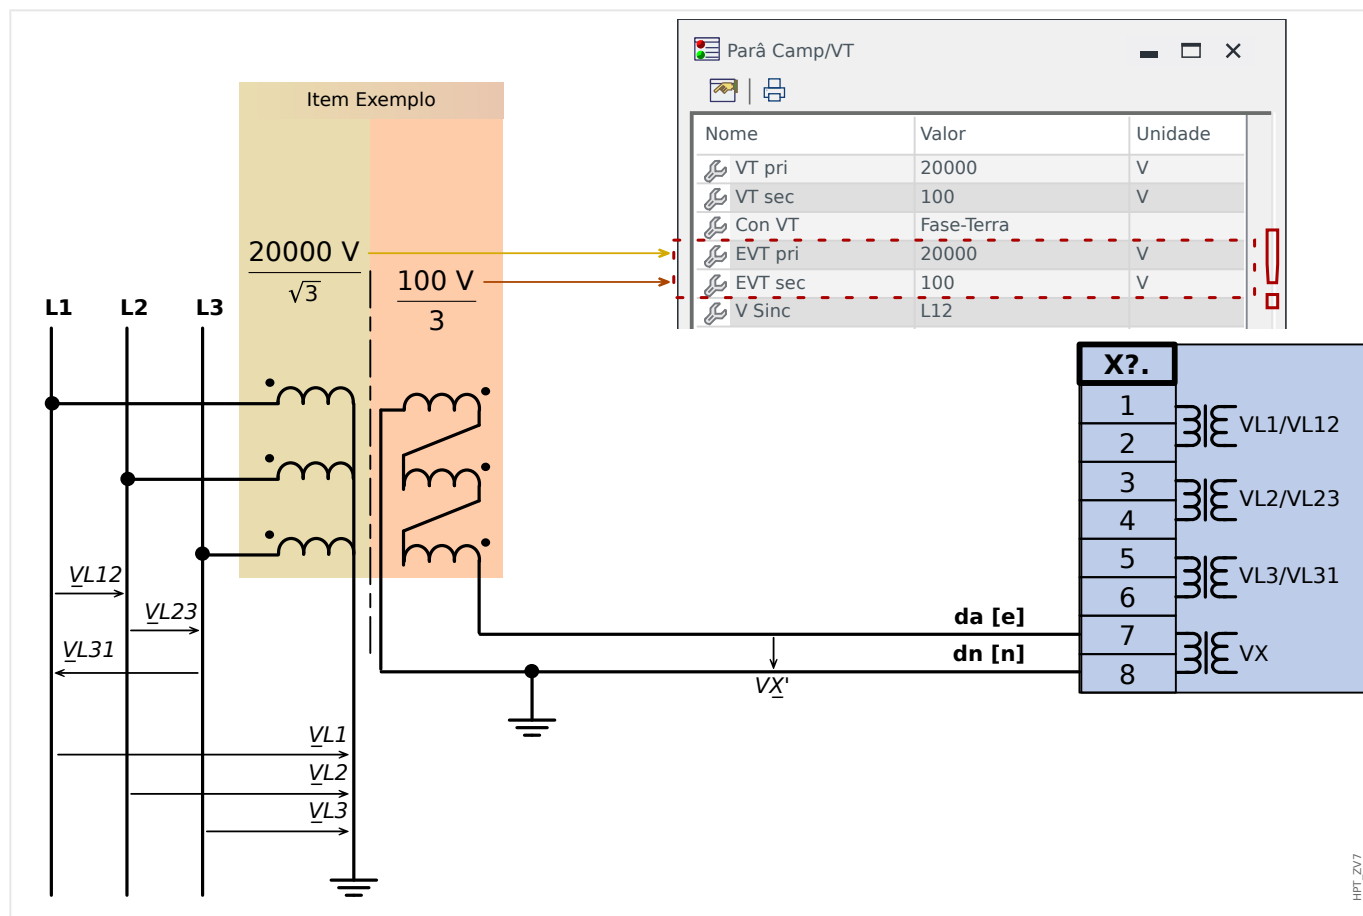 Parâ Camp/VT
Item Exemplo
Nome Valor Unidade
VT pri 20000 V
VT sec 100 V
Con VT Fase-Terra
EVT pri 20000 V
EVT sec 100 V
V Sinc L12
20000 V
√3
100 V
3
L1 L2 L3
X?.
1
2
3
4
5
6
7
8
VL1/VL12
VL2/VL23
VL3/VL31
VX
VL12
VL23
VL31
da [e]
dn [n]
VX'
VL1
VL2
VL3
HPT_ZV7